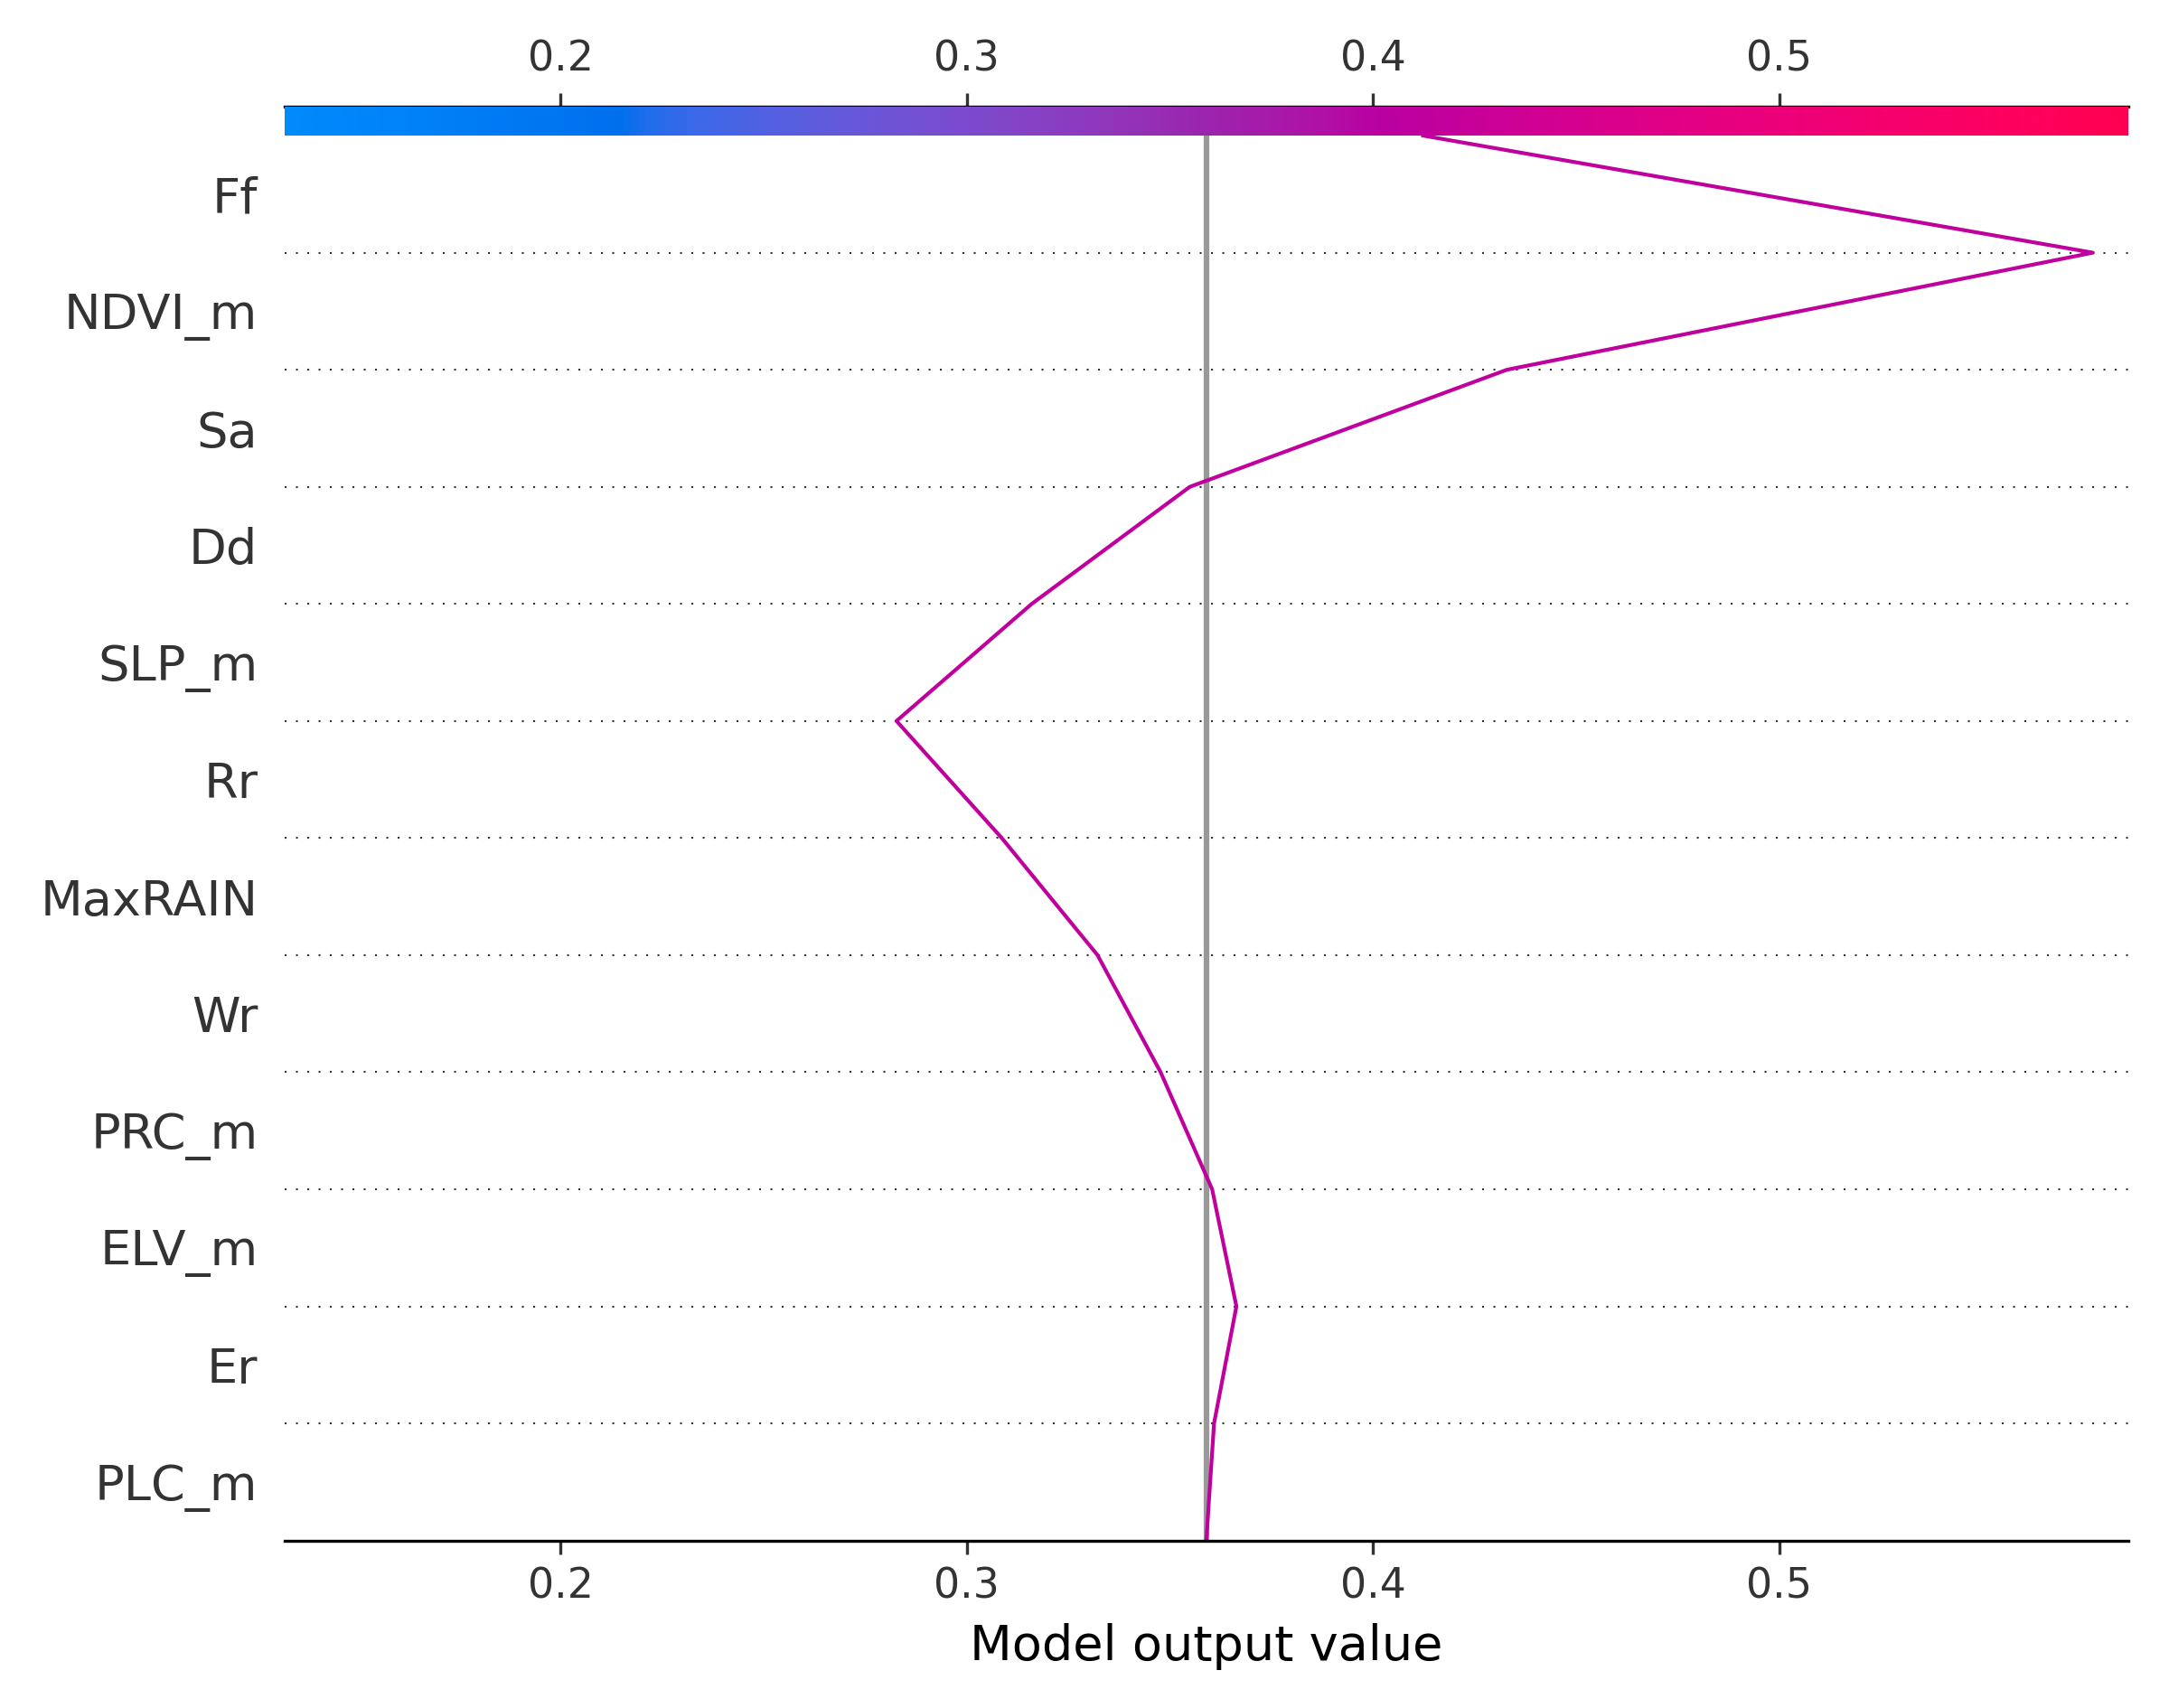 0.2 0.3 0.4 0.5
Ff
NDVI_m
Sa
Dd
SLP_m
Rr
MaxRAIN
Wr
PRC_m
ELV_m
Er
PLC_m
0.2 0.3 0.4 0.5
Model output value